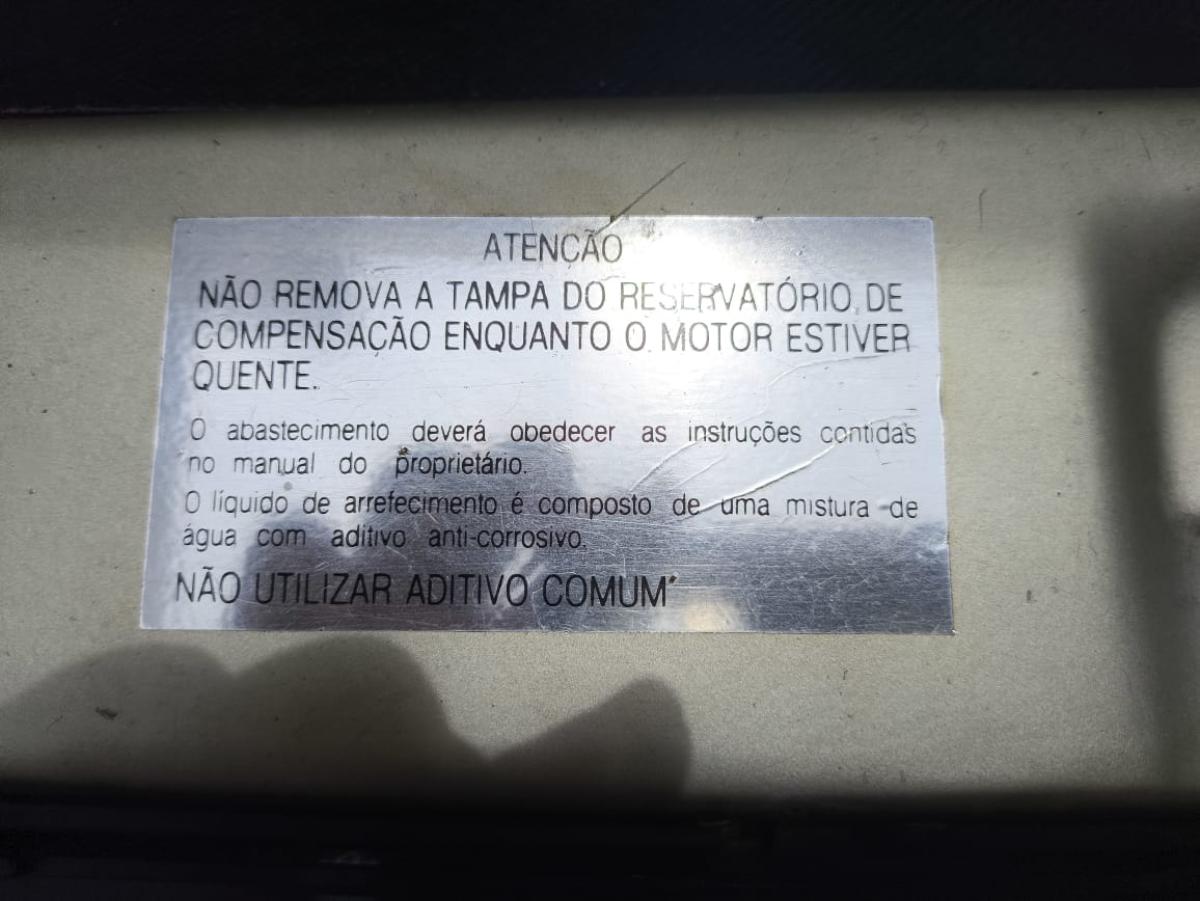 ATENÇÃO
NÃO REMOVA A TAMPA DO RESERVATÓRIO DE
COMPENSAÇÃO ENQUANTO O MOTOR ESTIVER
QUENTE.
O abastecimento deverá obedecer as instruções contidas
no manual do proprietário.
O líquido de arrefecimento é composto de uma mistura de
água com aditivo anti-corrosivo.
NÃO UTILIZAR ADITIVO COMUM